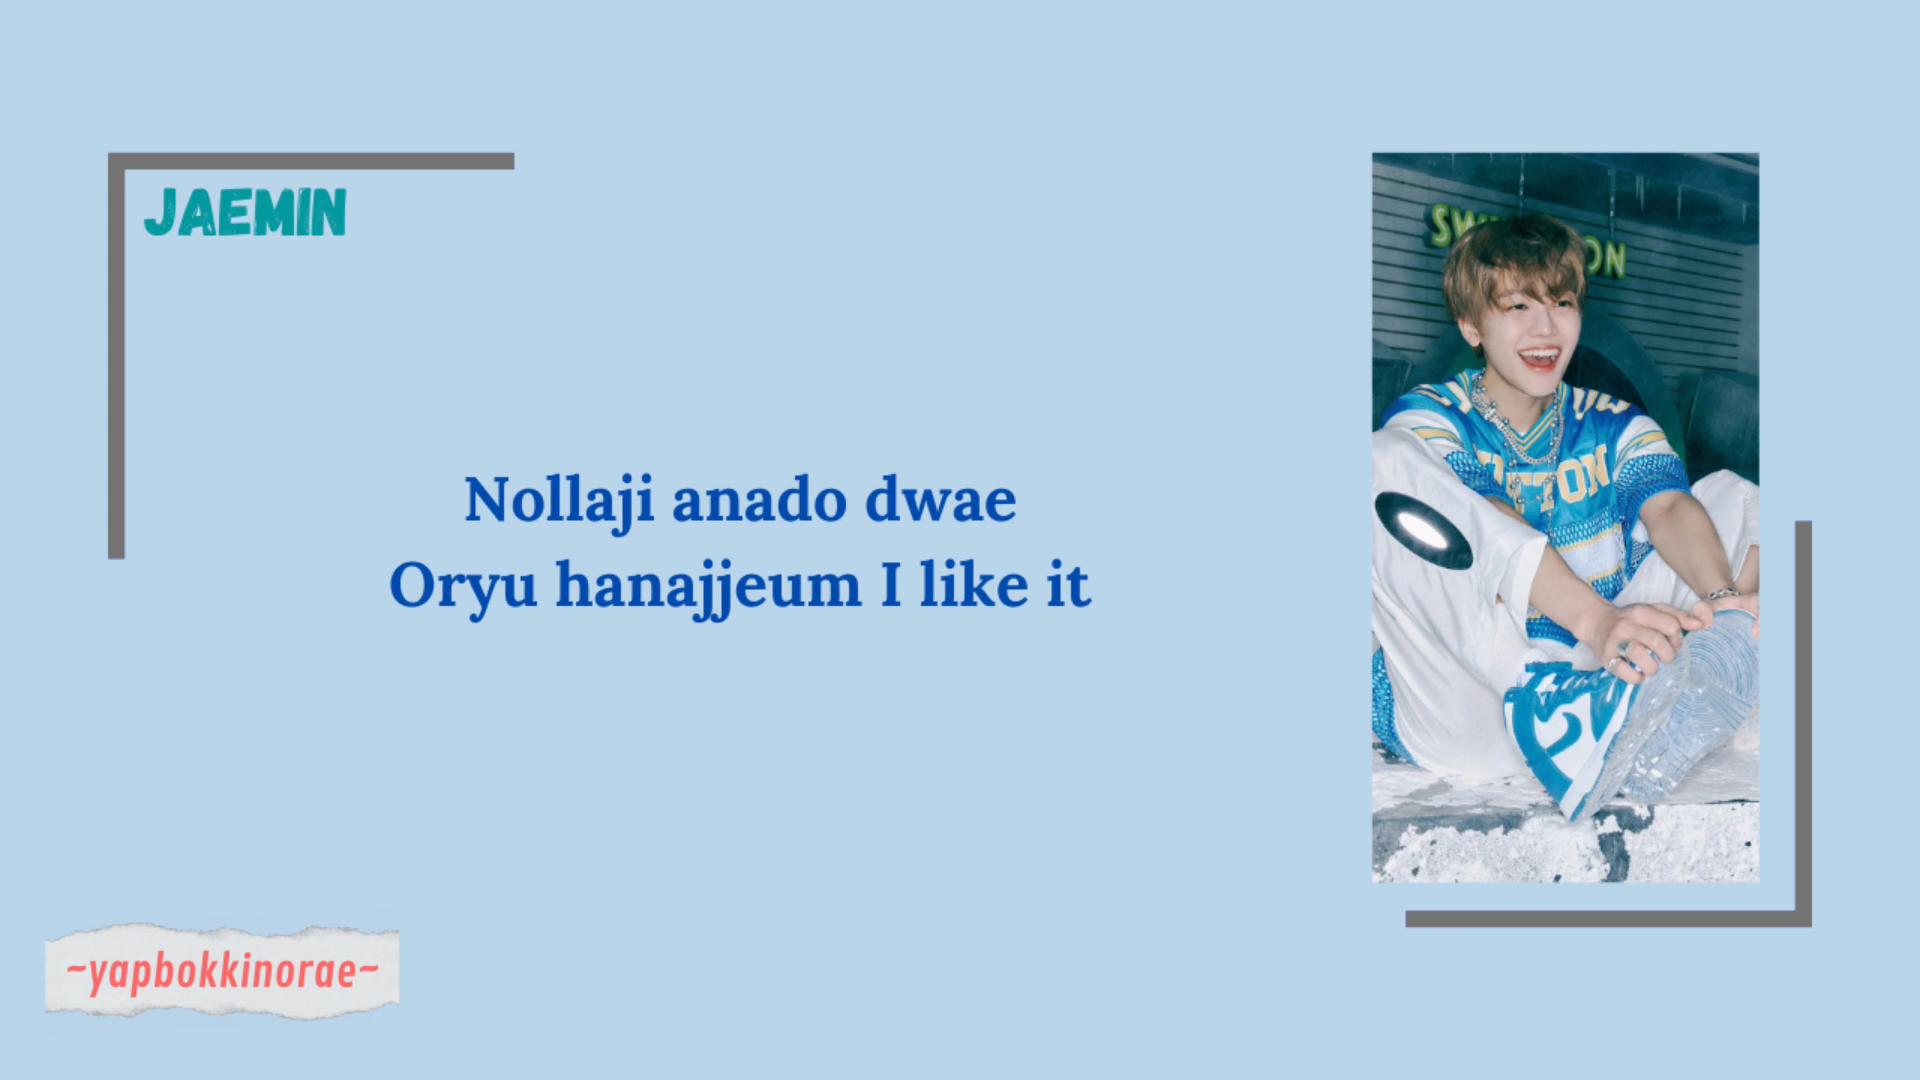 JAEMIN
Nollaji anado dwae
Oryu hanajjeum I like it
~yapbokkinorae~